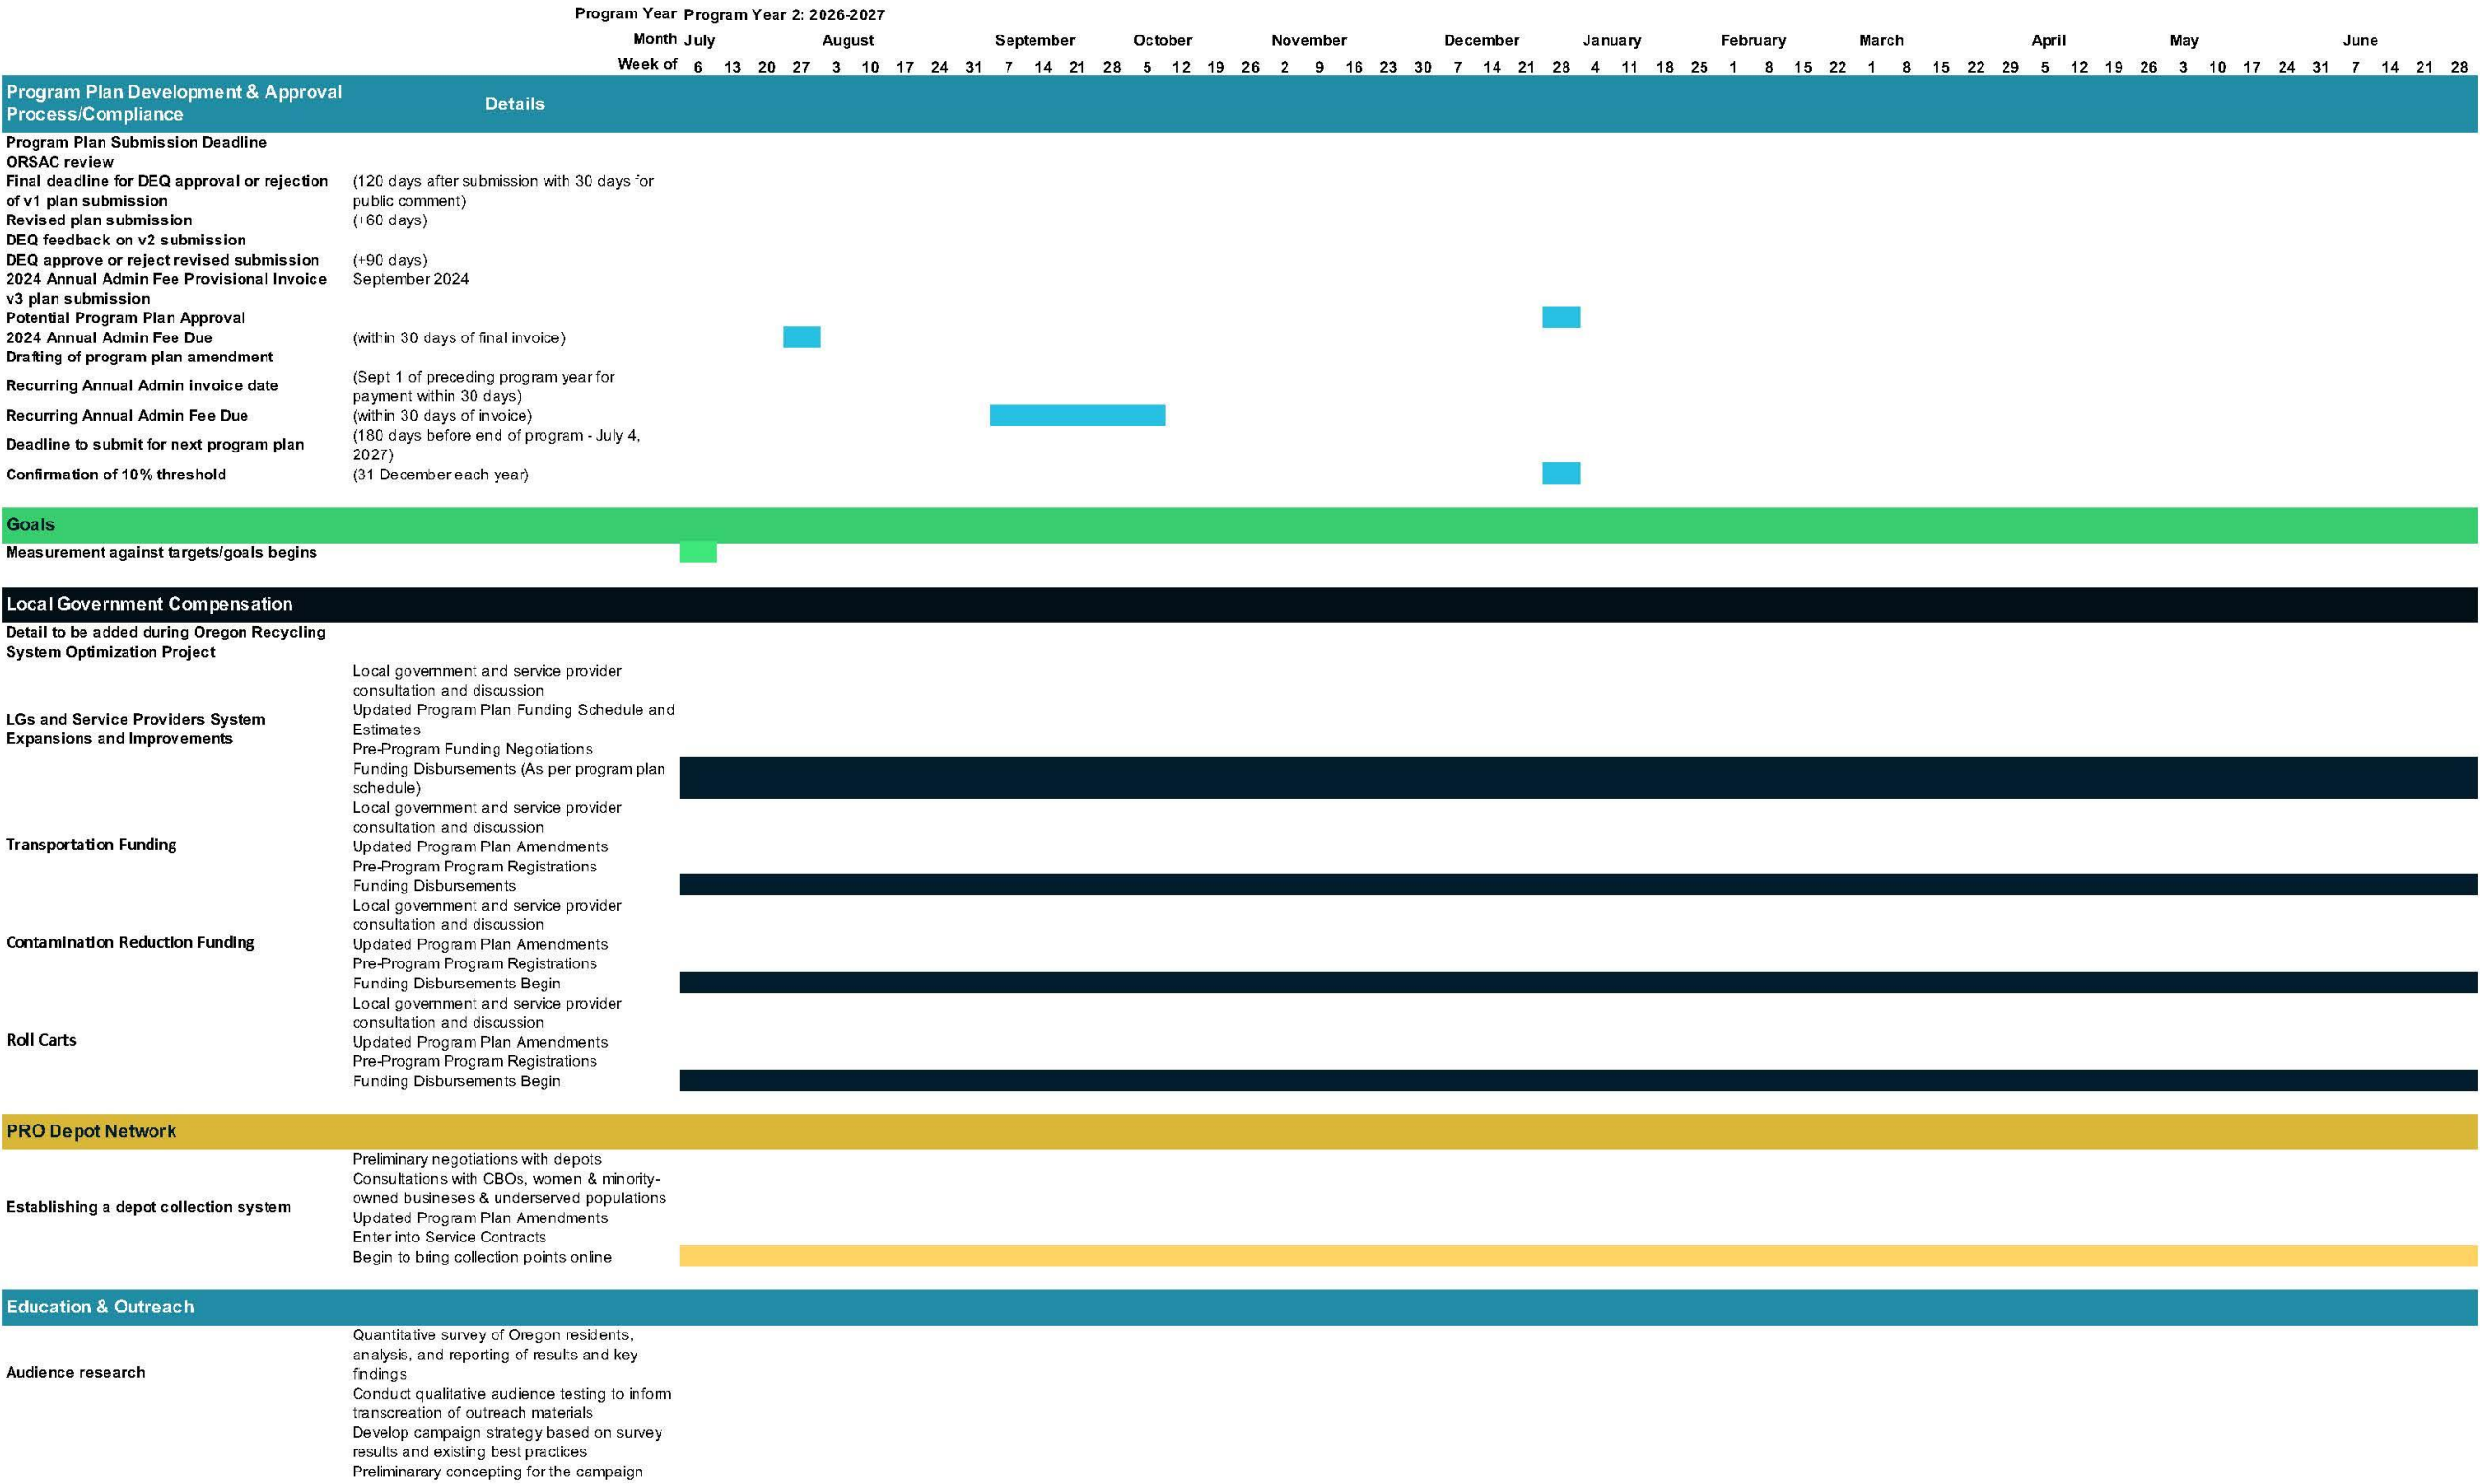 Program Year Program Year 2: 2026-2027
Month July August September October November December January February March April May June
Week of 6 13 20 27 3 10 17 24 31 7 14 21 28 5 12 19 26 2 9 16 23 30 7 14 21 28 4 11 18 25 1 8 15 22 1 8 15 22 29 5 12 19 26 3 10 17 24 31 7 14 21 28
Program Plan Development & Approval
Process/Compliance
Details
Program Plan Submission Deadline
ORSAC review
Final deadline for DEQ approval or rejection
of v1 plan submission
(120 days after submission with 30 days for
public comment)
Revised plan submission (+60 days)
DEQ feedback on v2 submission
DEQ approve or reject revised submission (+90 days)
2024 Annual Admin Fee Provisional Invoice September 2024
v3 plan submission
Potential Program Plan Approval
2024 Annual Admin Fee Due (within 30 days of final invoice)
Drafting of program plan amendment
Recurring Annual Admin invoice date
(Sept 1 of preceding program year for
payment within 30 days)
Recurring Annual Admin Fee Due (within 30 days of invoice)
Deadline to submit for next program plan
(180 days before end of program - July 4,
2027)
Confirmation of 10% threshold (31 December each year)
Goals
Measurement against targets/goals begins
Local Government Compensation
Detail to be added during Oregon Recycling
System Optimization Project
LGs and Service Providers System
Expansions and Improvements
Local government and service provider
consultation and discussion
Updated Program Plan Funding Schedule and
Estimates
Pre-Program Funding Negotiations
Funding Disbursements (As per program plan
schedule)
Transportation Funding
Local government and service provider
consultation and discussion
Updated Program Plan Amendments
Pre-Program Program Registrations
Funding Disbursements
Contamination Reduction Funding
Local government and service provider
consultation and discussion
Updated Program Plan Amendments
Pre-Program Program Registrations
Funding Disbursements Begin
Roll Carts
Local government and service provider
consultation and discussion
Updated Program Plan Amendments
Pre-Program Program Registrations
Funding Disbursements Begin
PRO Depot Network
Establishing a depot collection system
Preliminary negotiations with depots
Consultations with CBOs, women & minority-
owned busineses & underserved populations
Updated Program Plan Amendments
Enter into Service Contracts
Begin to bring collection points online
Education & Outreach
Audience research
Quantitative survey of Oregon residents,
analysis, and reporting of results and key
findings
Conduct qualitative audience testing to inform
transcreation of outreach materials
Develop campaign strategy based on survey
results and existing best practices
Preliminarary concepting for the campaign